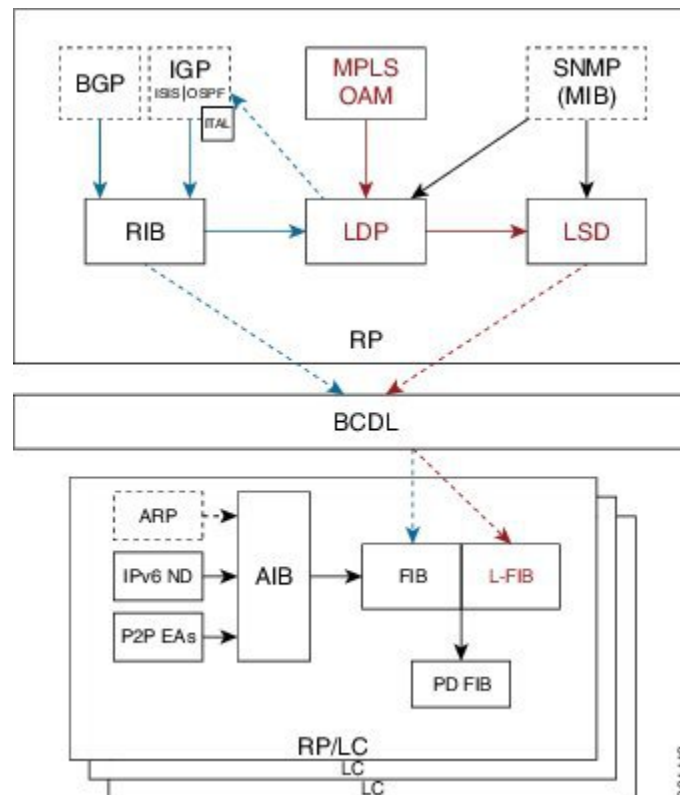 BGP
IGP
ISIS|OSPF
ITAL
MPLS
OAM
SNMP
(MIB)
RIB
LDP
LSD
RP
BCDL
ARP
IPv6 ND
P2P EAs
AIB
FIB
L-FIB
PD FIB
RP/LC
LC
LC